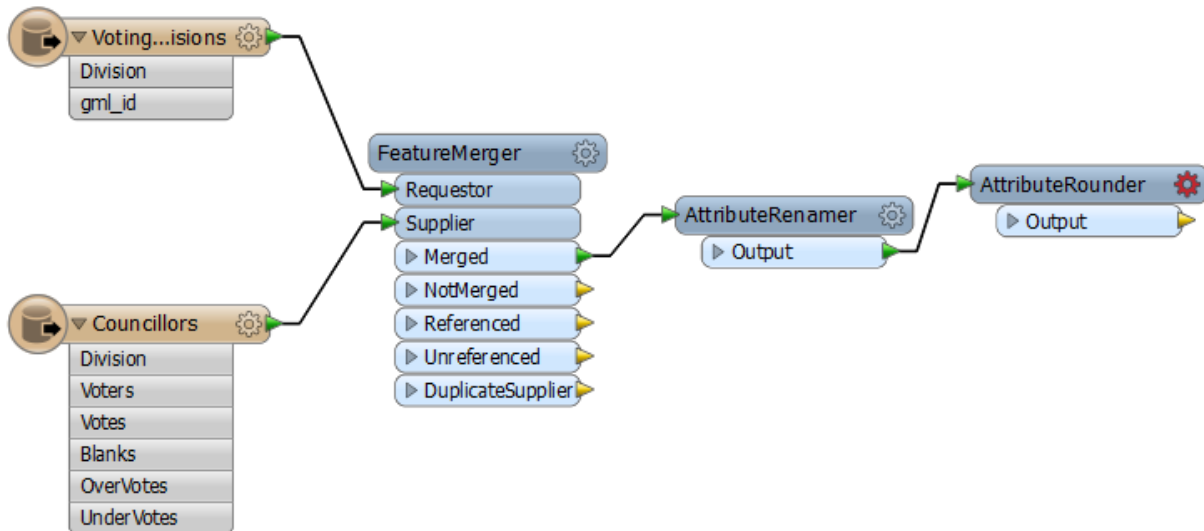 Voting...isions
Division
gml_id
FeatureMerger
Requestor
Supplier
Merged
NotMerged
Referenced
Unreferenced
DuplicateSupplier
AttributeRenamer
Output
AttributeRounder
Output
Councillors
Division
Voters
Votes
Blanks
OverVotes
UnderVotes